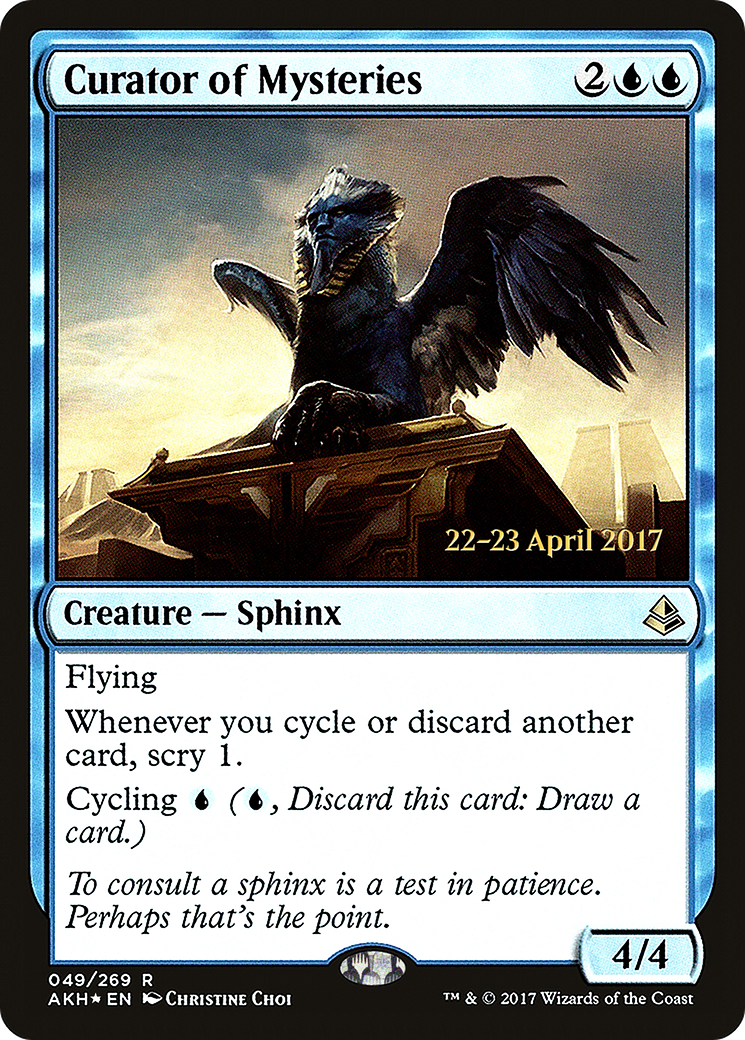 Curator of Mysteries 2
22–23 April 2017
Creature — Sphinx
Flying
Whenever you cycle or discard another
card, scry 1.
Cycling (, Discard this card: Draw a
card.)
To consult a sphinx is a test in patience.
Perhaps that's the point.
4/4
049/269 R
AKH★EN Christine Choi
™ & © 2017 Wizards of the Coast